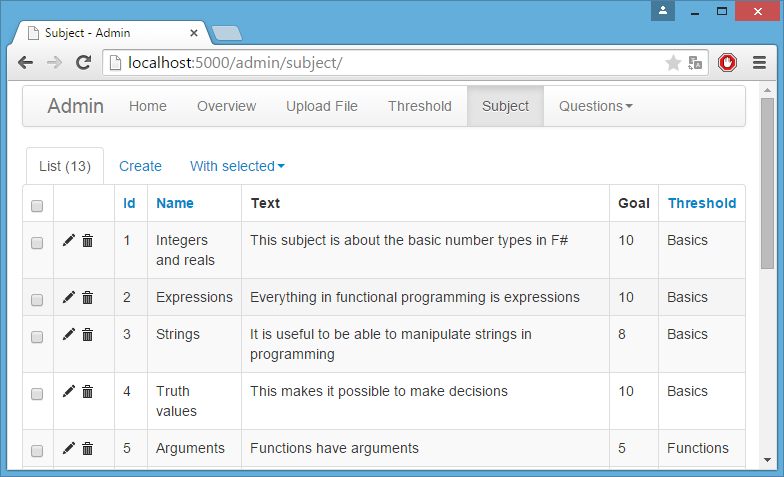 Subject - Admin
localhost:5000/admin/subject/
Admin Home Overview Upload File Threshold Subject Questions
List (13) Create With selected
Id Name Text Goal Threshold
1 Integers and reals This subject is about the basic number types in F# 10 Basics
2 Expressions Everything in functional programming is expressions 10 Basics
3 Strings It is useful to be able to manipulate strings in programming 8 Basics
4 Truth values This makes it possible to make decisions 10 Basics
5 Arguments Functions have arguments 5 Functions